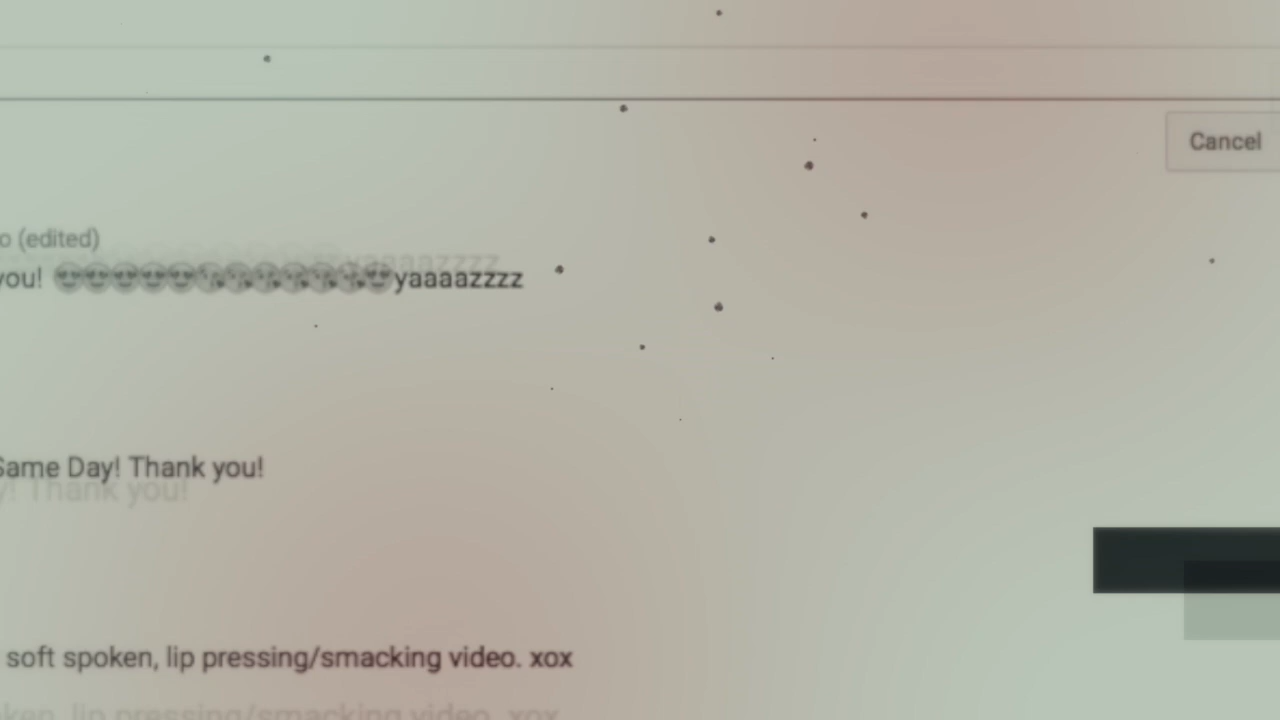 Cancel
o (edited)
you! 😍😍😍😍😍😘😘😘😘😘😘😍yaaaazzzz
Same Day! Thank you!
soft spoken, lip pressing/smacking video. xox